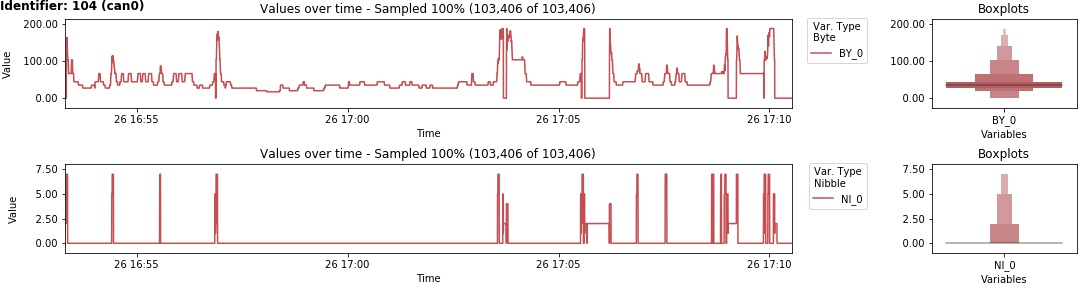 Identifier: 104 (can0)
Values over time - Sampled 100% (103,406 of 103,406)
Value
200.00
100.00
0.00
26 16:55
26 17:00
26 17:05
26 17:10
Time
Var. Type
Byte
BY_0
Boxplots
200.00
100.00
0.00
BY_0
Variables
Values over time - Sampled 100% (103,406 of 103,406)
Value
7.50
5.00
2.50
0.00
26 16:55
26 17:00
26 17:05
26 17:10
Time
Var. Type
Nibble
NI_0
Boxplots
7.50
5.00
2.50
0.00
NI_0
Variables